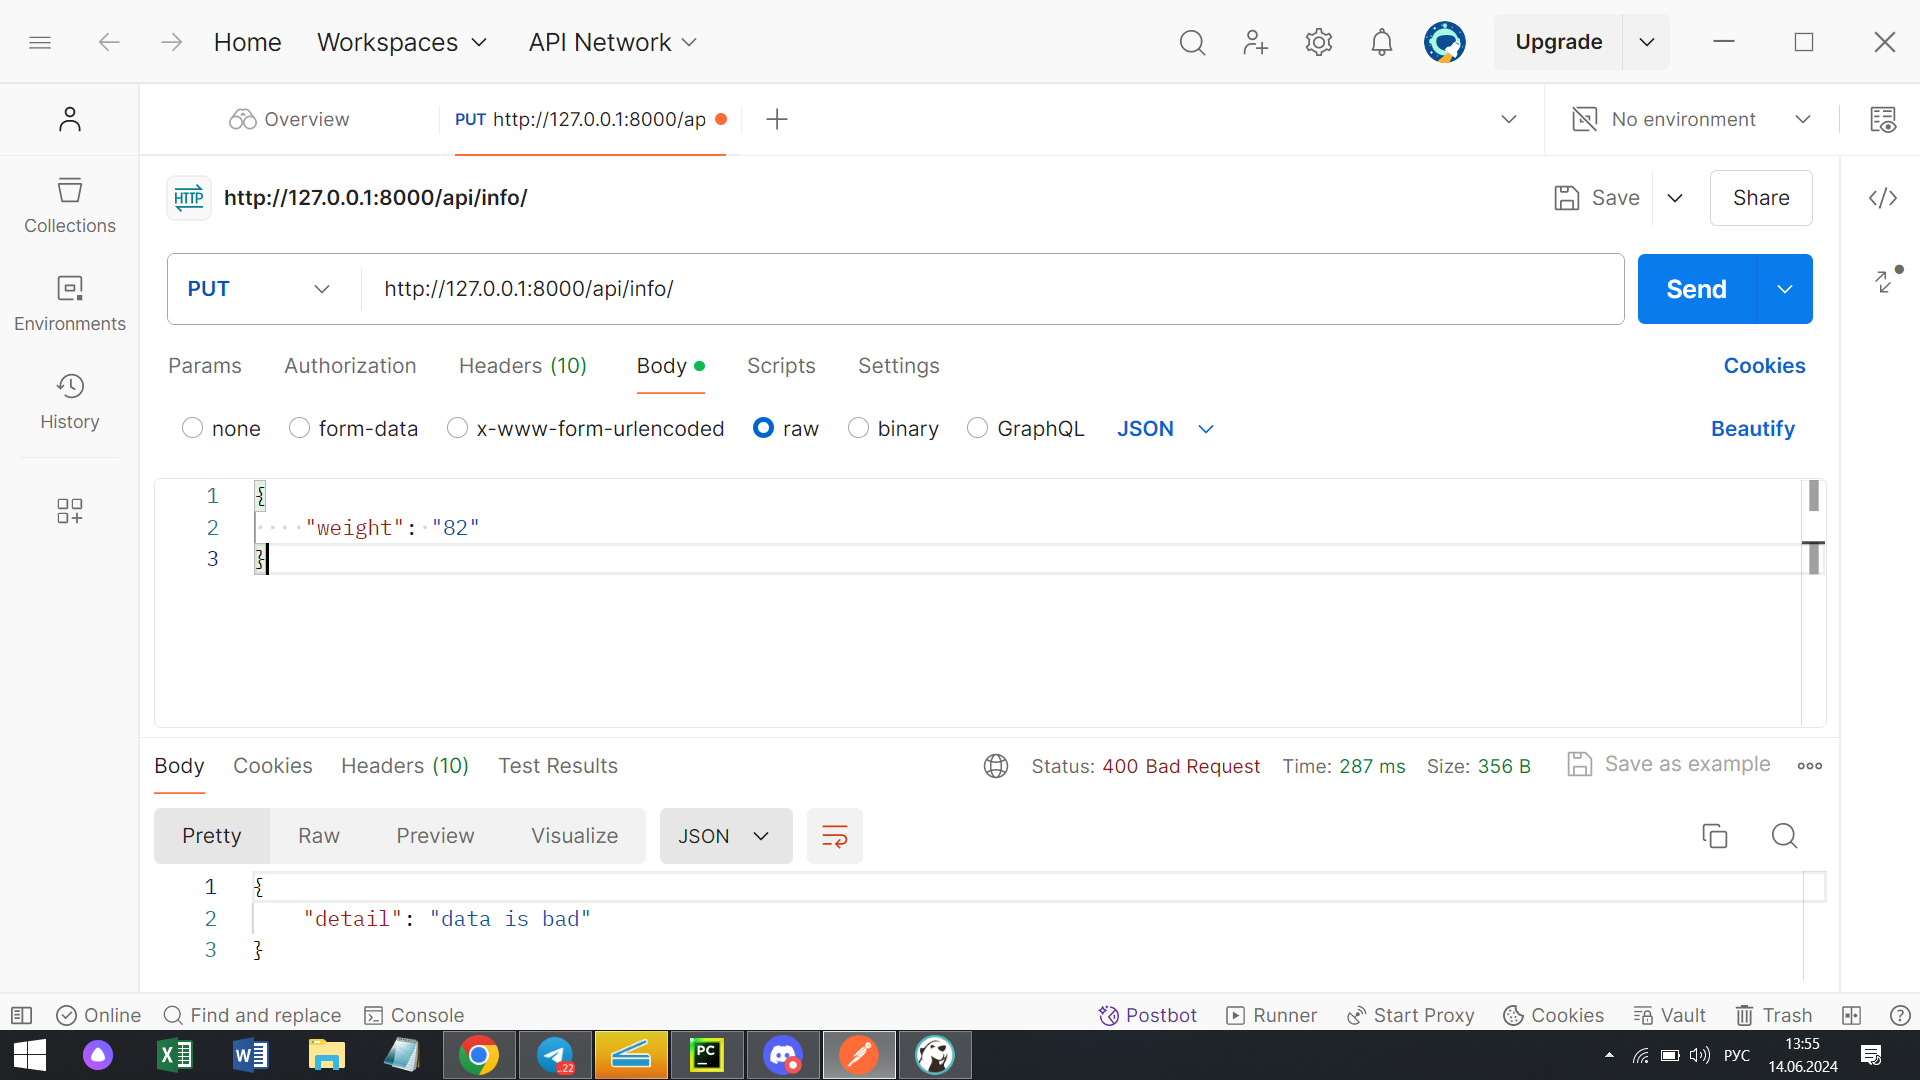 Home Workspaces API Network Upgrade
Overview PUT http://127.0.0.1:8000/ap No environment
HTTP http://127.0.0.1:8000/api/info/ Save Share
Collections
PUT http://127.0.0.1:8000/api/info/ Send
Environments
Params Authorization Headers (10) Body Scripts Settings Cookies
History
none form-data x-www-form-urlencoded raw binary GraphQL JSON Beautify
1 {
2 "weight": "82"
3 }
Body Cookies Headers (10) Test Results Status: 400 Bad Request Time: 287 ms Size: 356 B Save as example
Pretty Raw Preview Visualize JSON
1 {
2 "detail": "data is bad"
3 }
Online Find and replace Console Postbot Runner Start Proxy Cookies Vault Trash
..22 PC РУС 13:55
14.06.2024